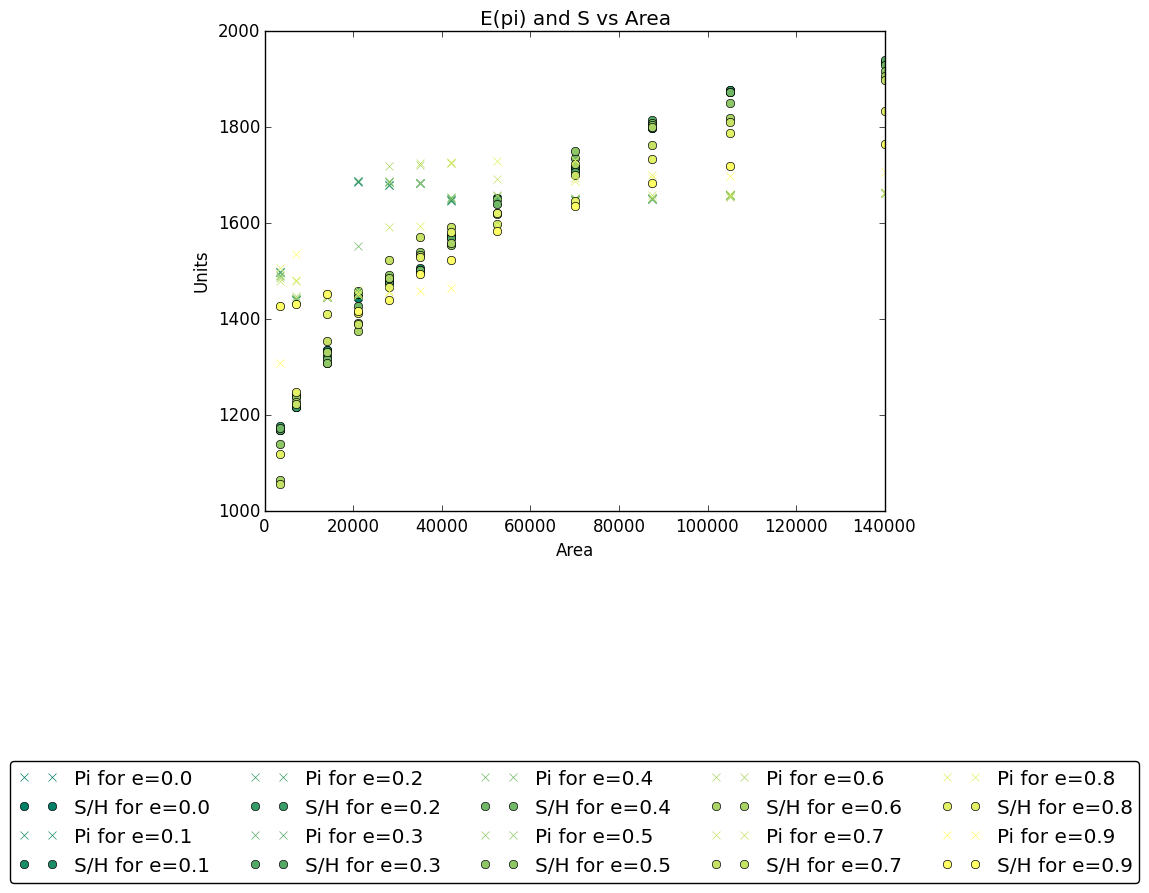 E(pi) and S vs Area
2000
1800
1600
1400
1200
1000
Units
0 20000 40000 60000 80000 100000 120000 140000
Area
Pi for e=0.0 Pi for e=0.2 Pi for e=0.4 Pi for e=0.6 Pi for e=0.8
S/H for e=0.0 S/H for e=0.2 S/H for e=0.4 S/H for e=0.6 S/H for e=0.8
Pi for e=0.1 Pi for e=0.3 Pi for e=0.5 Pi for e=0.7 Pi for e=0.9
S/H for e=0.1 S/H for e=0.3 S/H for e=0.5 S/H for e=0.7 S/H for e=0.9